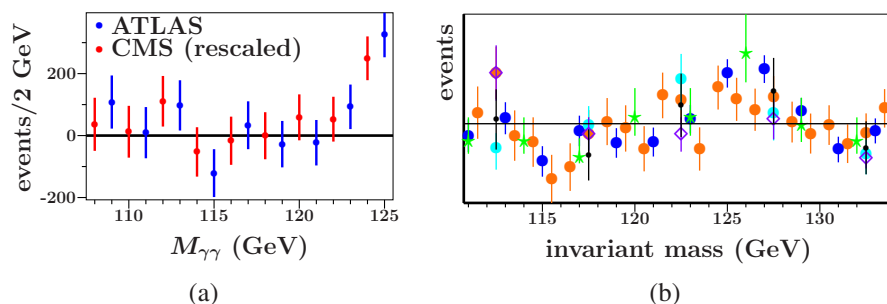 ATLAS
CMS (rescaled)
events/2 GeV
200
0
-200
110
115
120
125
Mγγ (GeV)
(a)
events
115
120
125
130
invariant mass (GeV)
(b)